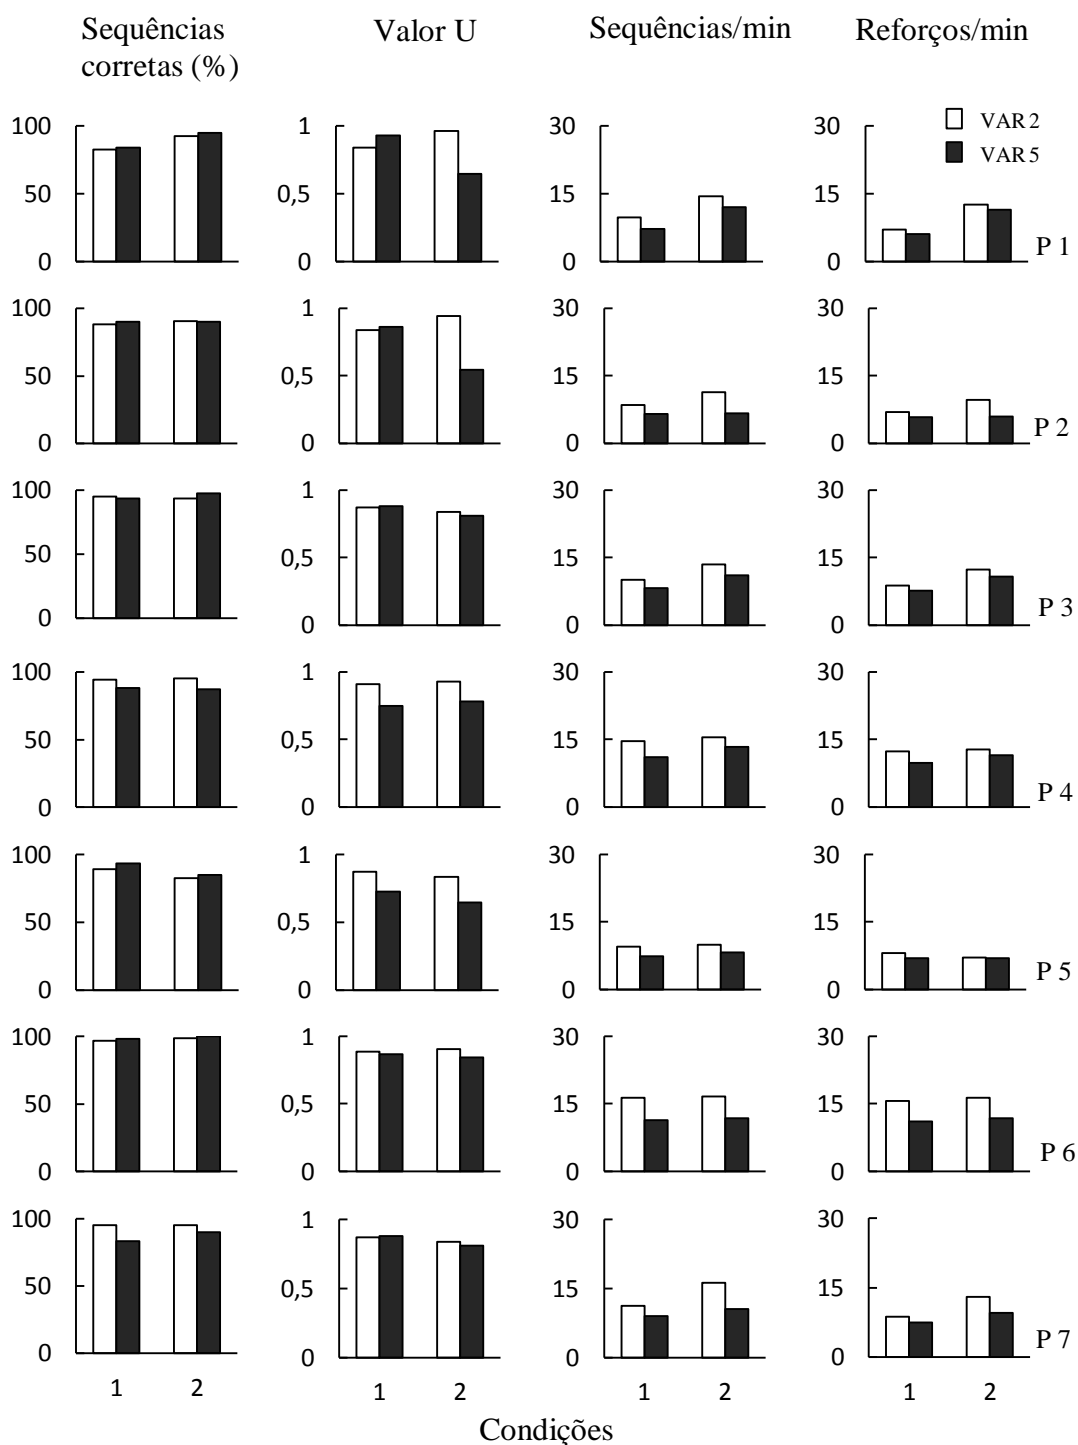 Sequências corretas (%)
Valor U
Sequências/min
Reforços/min
VAR 2
VAR 5
100 1 30 30
50 0,5 15 15
0 0 0 0 P 1
100 1 30 30
50 0,5 15 15
0 0 0 0 P 2
100 1 30 30
50 0,5 15 15
0 0 0 0 P 3
100 1 30 30
50 0,5 15 15
0 0 0 0 P 4
100 1 30 30
50 0,5 15 15
0 0 0 0 P 5
100 1 30 30
50 0,5 15 15
0 0 0 0 P 6
100 1 30 30
50 0,5 15 15
0 0 0 0 P 7
1 2 1 2 1 2 1 2
Condições